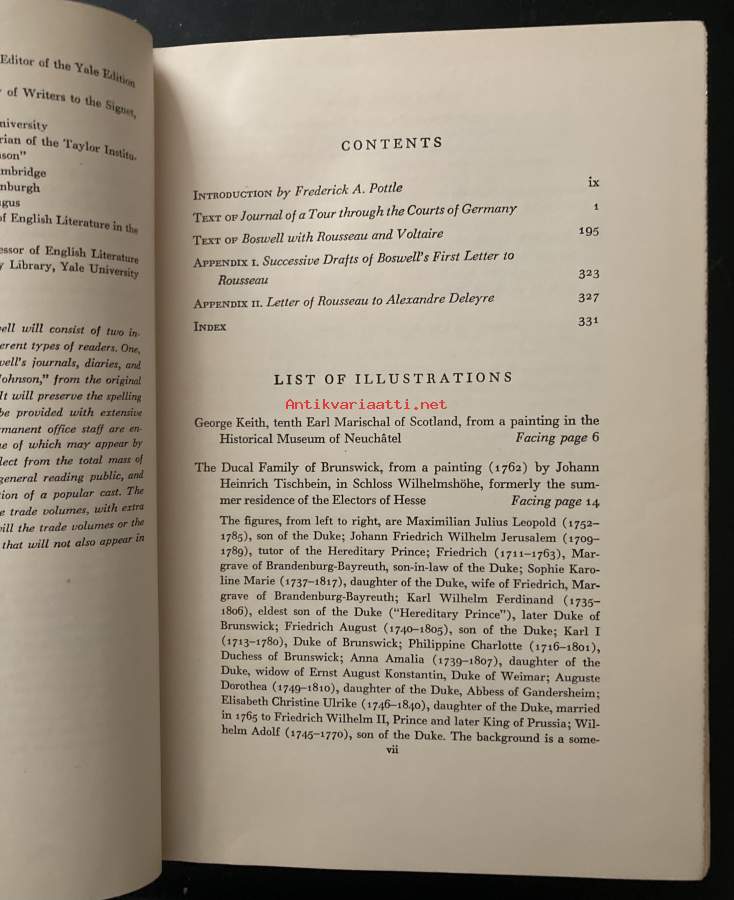 Editor of the Yale Edition
of Writers to the Signet,
niversity
rian of the Taylor Institu-
nson"
mbridge
nburgh
gus
of English Literature in the
essor of English Literature
y Library, Yale University
ell will consist of two in-
erent types of readers. One,
well's journals, diaries, and
Johnson," from the original
It will preserve the spelling
be provided with extensive
rmanent office staff are en-
ne of which may appear by
lect from the total mass of
general reading public, and
tion of a popular cast. The
e trade volumes, with extra
will the trade volumes or the
that will not also appear in
CONTENTS
INTRODUCTION by Frederick A. Pottle ix
TEXT OF Journal of a Tour through the Courts of Germany 1
TEXT OF Boswell with Rousseau and Voltaire 195
APPENDIX I. Successive Drafts of Boswell's First Letter to
Rousseau 323
APPENDIX II. Letter of Rousseau to Alexandre Deleyre 327
INDEX 331
LIST OF ILLUSTRATIONS
Antikvariaatti.net
George Keith, tenth Earl Marischal of Scotland, from a painting in the
Historical Museum of Neuchâtel Facing page 6
The Ducal Family of Brunswick, from a painting (1762) by Johann
Heinrich Tischbein, in Schloss Wilhelmshöhe, formerly the sum-
mer residence of the Electors of Hesse Facing page 14
The figures, from left to right, are Maximilian Julius Leopold (1752–
1785), son of the Duke; Johann Friedrich Wilhelm Jerusalem (1709–
1789), tutor of the Hereditary Prince; Friedrich (1711–1763), Mar-
grave of Brandenburg-Bayreuth, son-in-law of the Duke; Sophie Karo-
line Marie (1737–1817), daughter of the Duke, wife of Friedrich, Mar-
grave of Brandenburg-Bayreuth; Karl Wilhelm Ferdinand (1735–
1806), eldest son of the Duke ("Hereditary Prince"), later Duke of
Brunswick; Friedrich August (1740–1805), son of the Duke; Karl I
(1713–1780), Duke of Brunswick; Philippine Charlotte (1716–1801),
Duchess of Brunswick; Anna Amalia (1739–1807), daughter of the
Duke, widow of Ernst August Konstantin, Duke of Weimar; Auguste
Dorothea (1749–1810), daughter of the Duke, Abbess of Gandersheim;
Elisabeth Christine Ulrike (1746–1840), daughter of the Duke, married
in 1765 to Friedrich Wilhelm II, Prince and later King of Prussia; Wil-
helm Adolf (1745–1770), son of the Duke. The background is a some-
vii